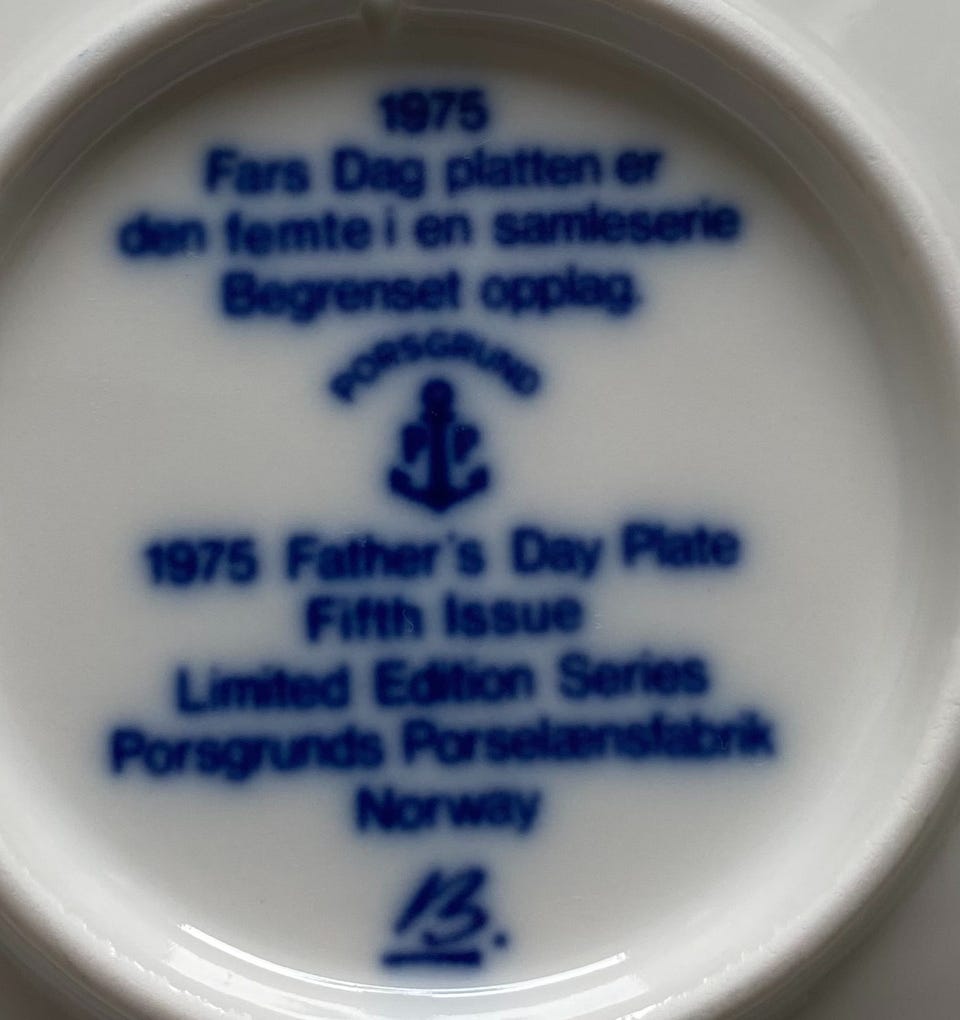 1975
Fars Dag platten er
den femte i en samleserie
Begrenset opplag.
PORSGRUND
1975 Father's Day Plate
Fifth Issue
Limited Edition Series
Porsgrunds Porselænsfabrik
Norway
13.